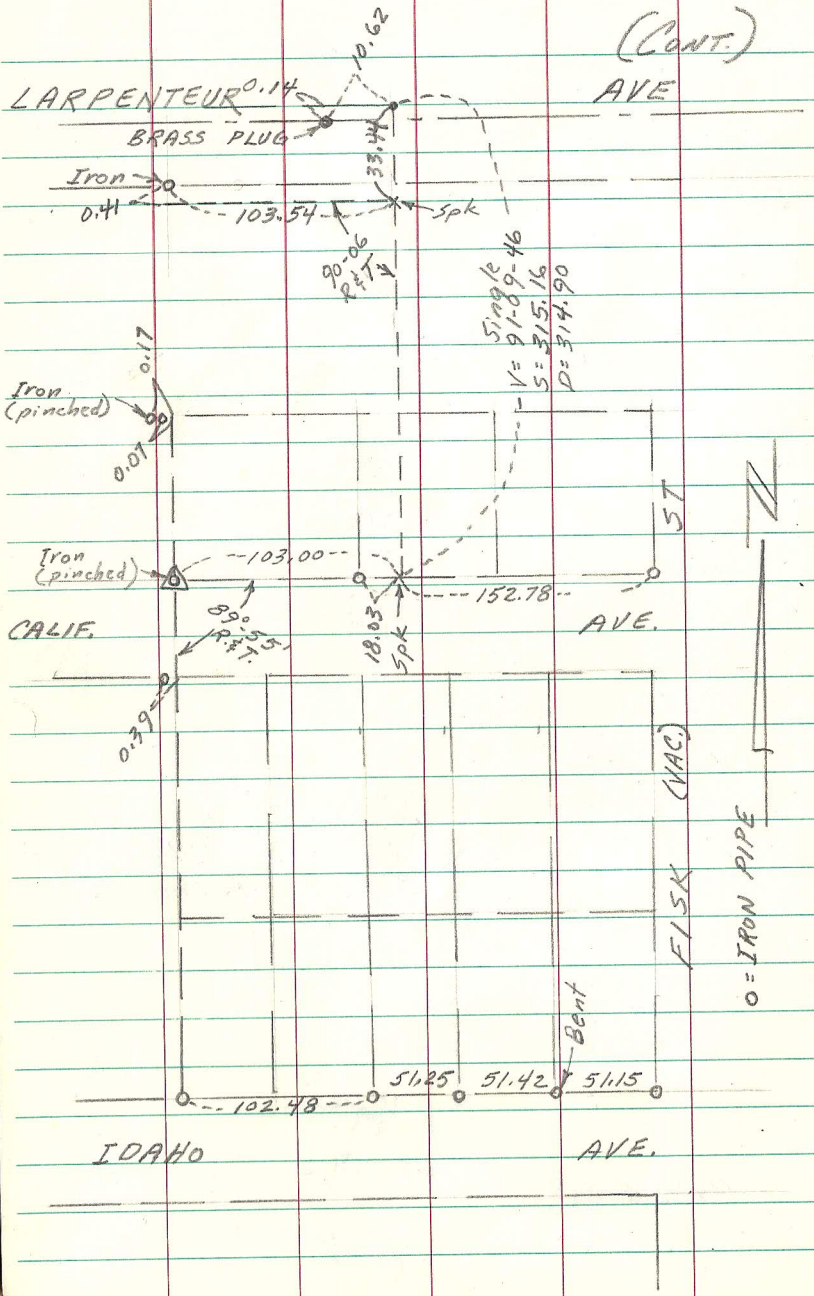 (CONT.)
10.62
LARPENTEUR 0.14 AVE
BRASS PLUG
33.44
Iron
0.41
103.54
Spk
90°-06
R&T
Single
V= 91-09-46
S= 315.16
D= 314.90
0.17
Iron
(pinched)
0.07
ST
N
Iron
(pinched)
103.00
152.78
CALIF. AVE.
89°-55'
R.&T.
18.03
Spk
0.39
(VAC.)
FISK
O = IRON PIPE
Bent
51.25 51.42 51.15
102.48
IDAHO AVE.